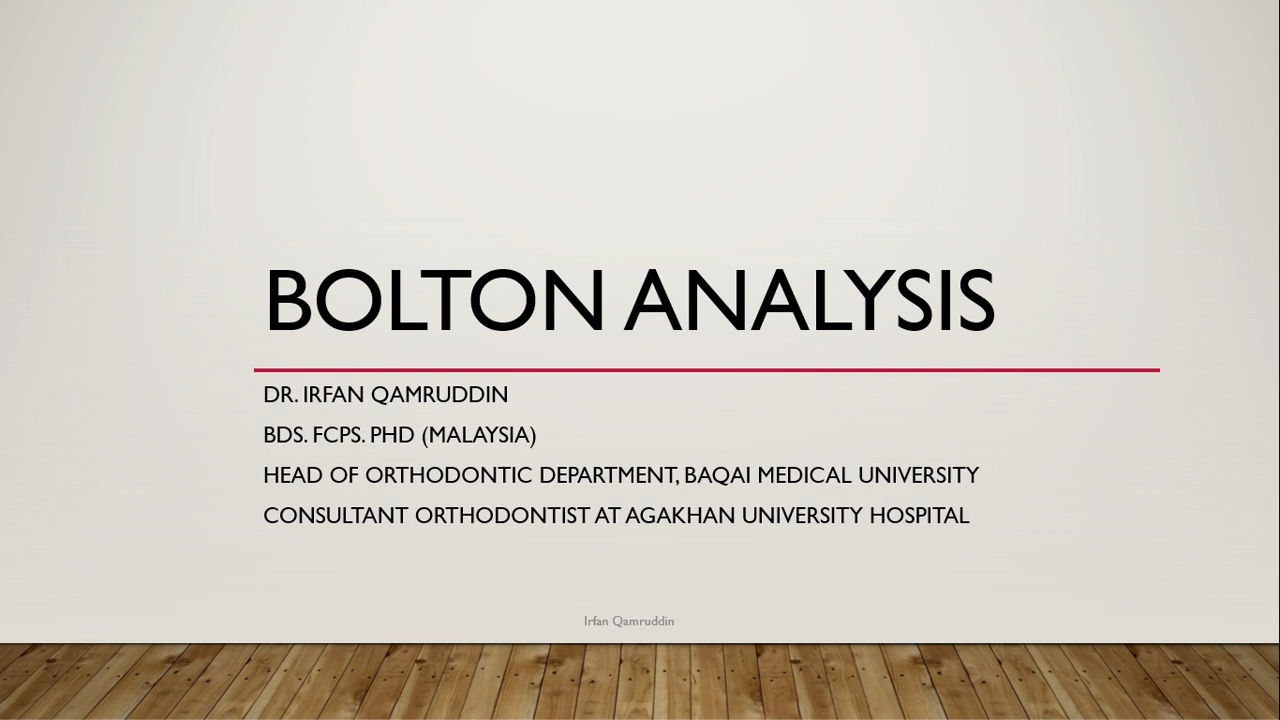 BOLTON ANALYSIS
DR. IRFAN QAMRUDDIN
BDS. FCPS. PHD (MALAYSIA)
HEAD OF ORTHODONTIC DEPARTMENT, BAQAI MEDICAL UNIVERSITY
CONSULTANT ORTHODONTIST AT AGAKHAN UNIVERSITY HOSPITAL
Irfan Qamruddin